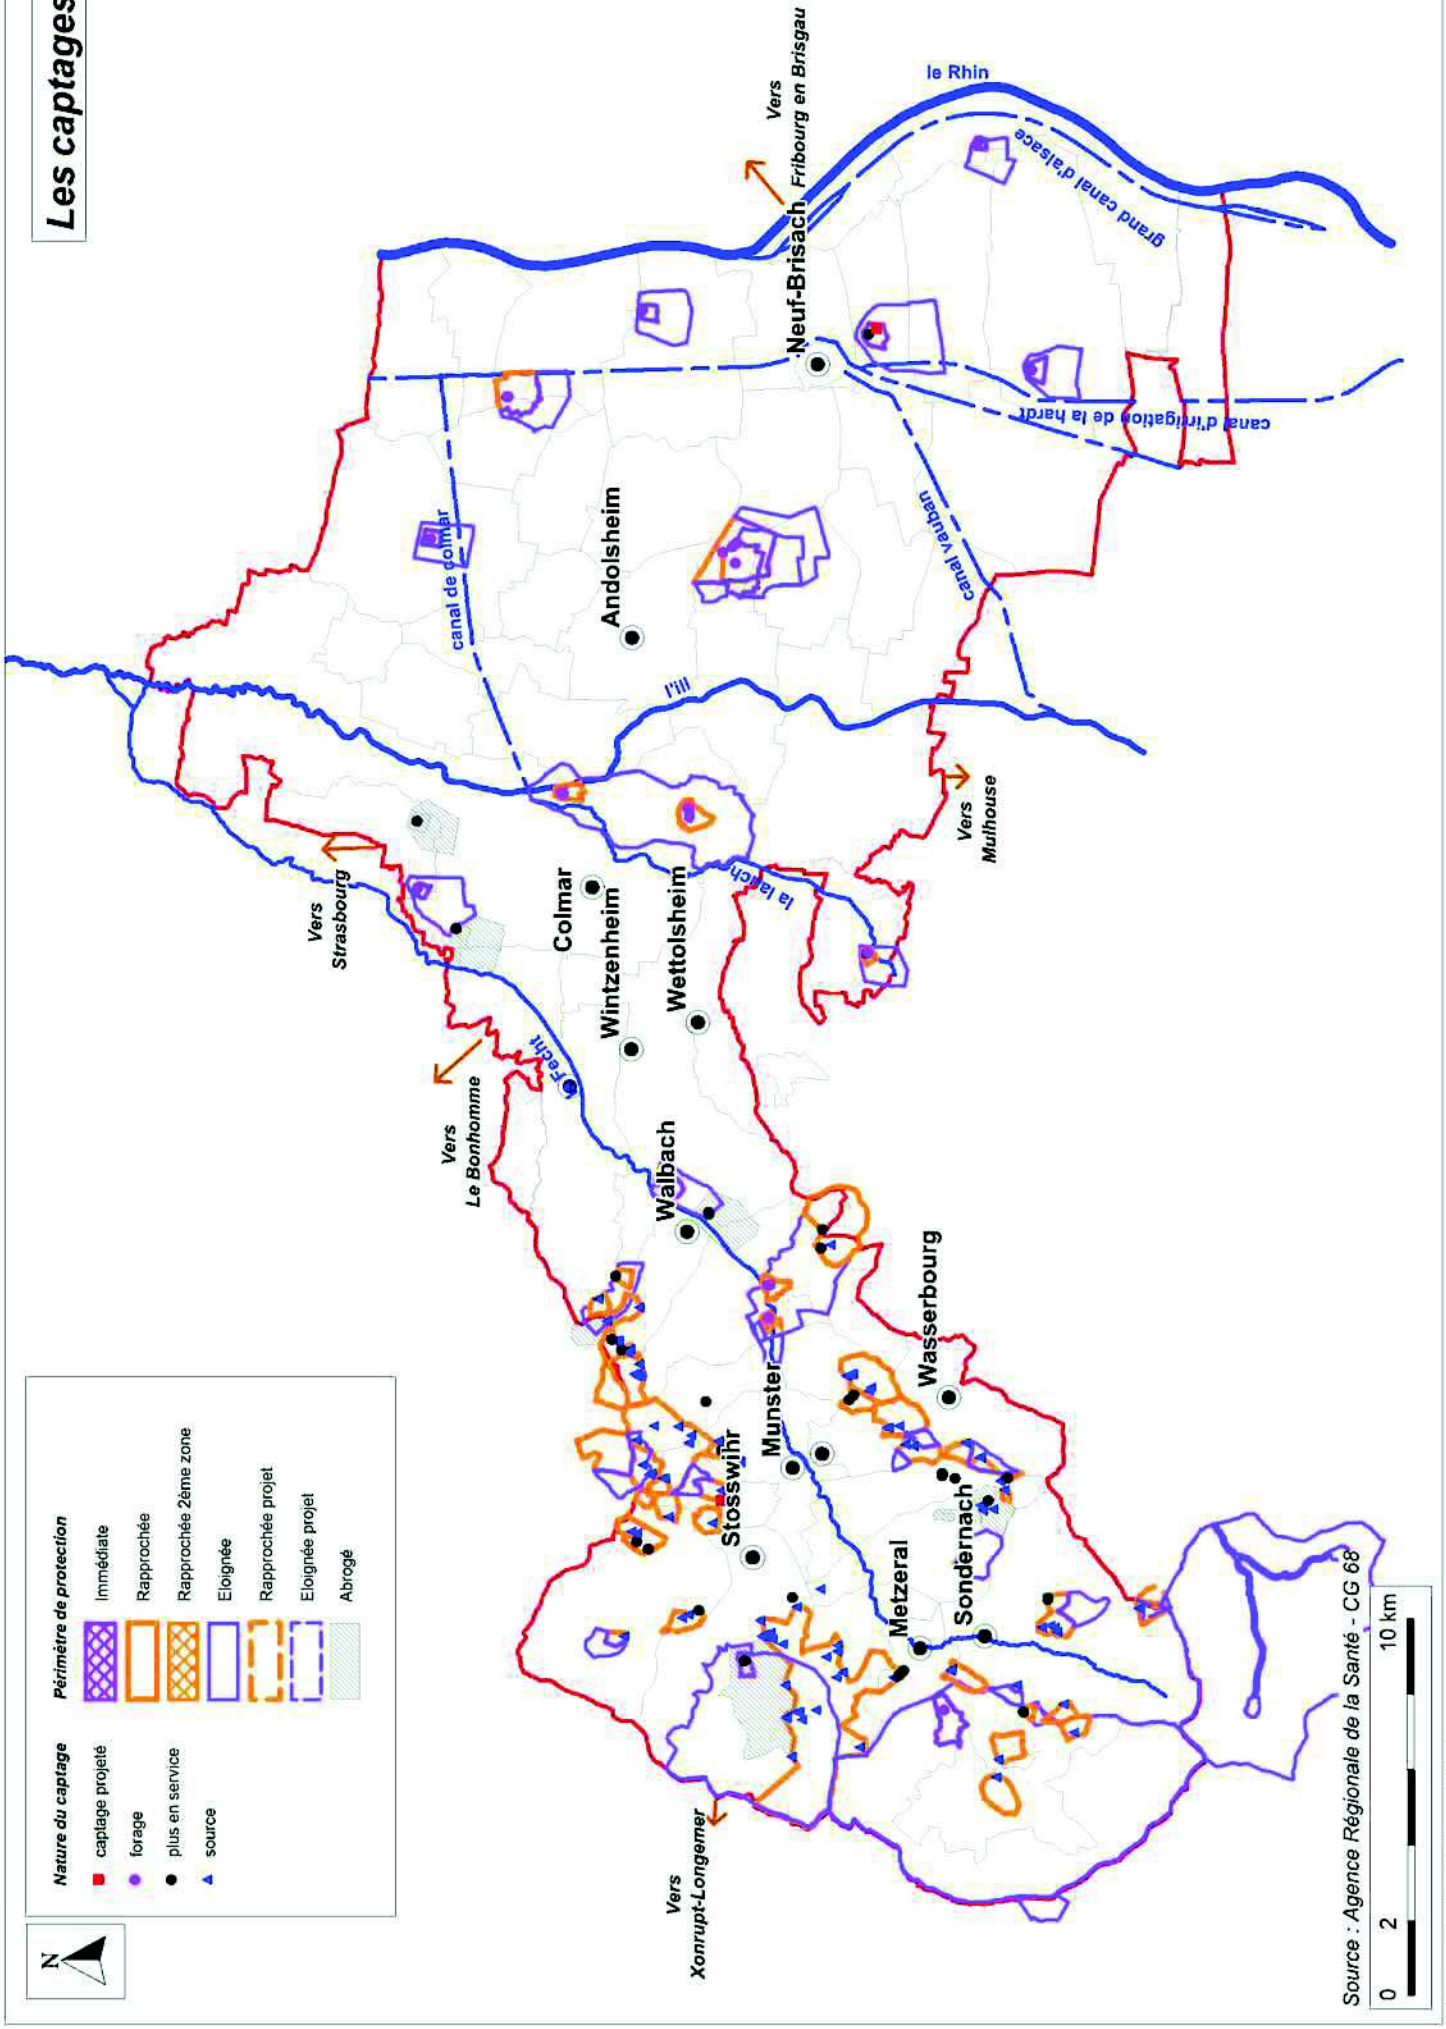 Les captages
N
Nature du captage
captage projeté
forage
plus en service
source
Périmètre de protection
Immédiate
Rapprochée
Rapprochée 2ème zone
Eloignée
Rapprochée projet
Eloignée projet
Abrogé
Vers
Strasbourg
Vers
Le Bonhomme
Vers
Xonrupt-Longemer
Vers
Fribourg en Brisgau
Vers
Mulhouse
le Rhin
grand canal d'alsace
canal d'irrigation de la hardt
canal vauban
canal de colmar
l'ill
la lauch
Fecht
Neuf-Brisach
Andolsheim
Colmar
Wintzenheim
Wettolsheim
Walbach
Wasserbourg
Munster
Stosswihr
Metzeral
Sondernach
Source : Agence Régionale de la Santé - CG 68
0 2 10 km